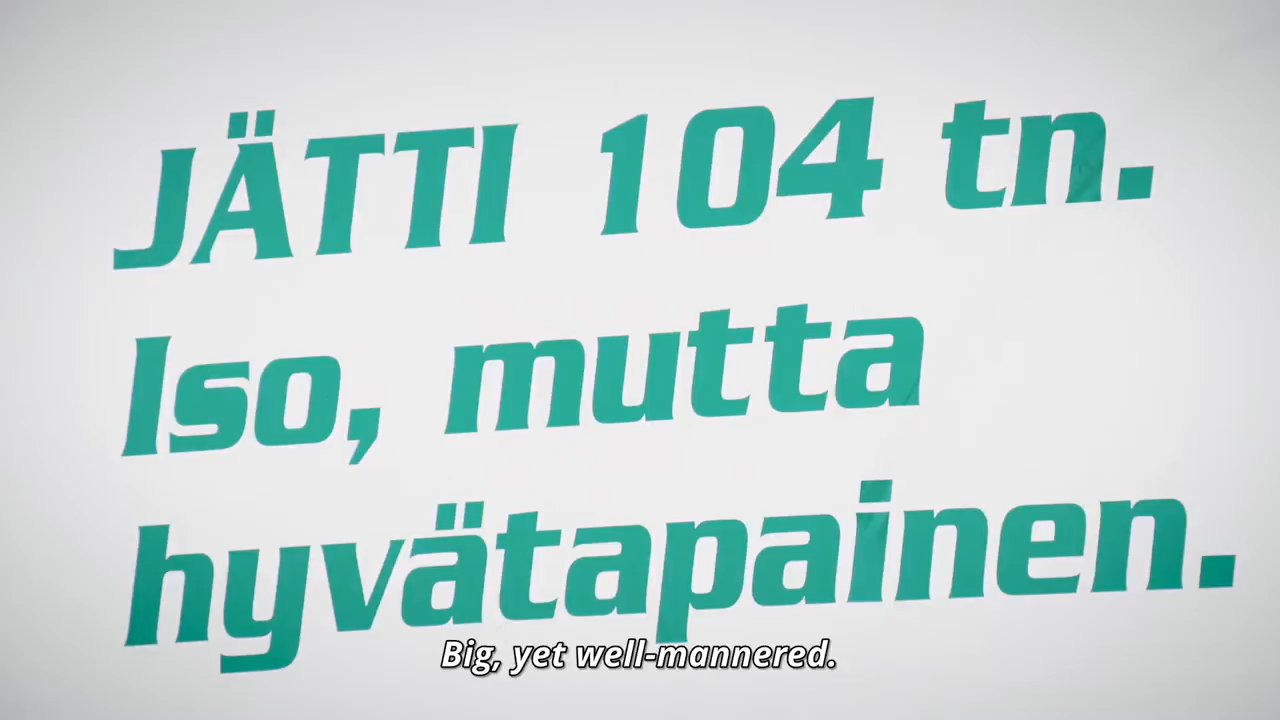 JÄTTI 104 tn.
Iso, mutta
hyvätapainen.
Big, yet well-mannered.